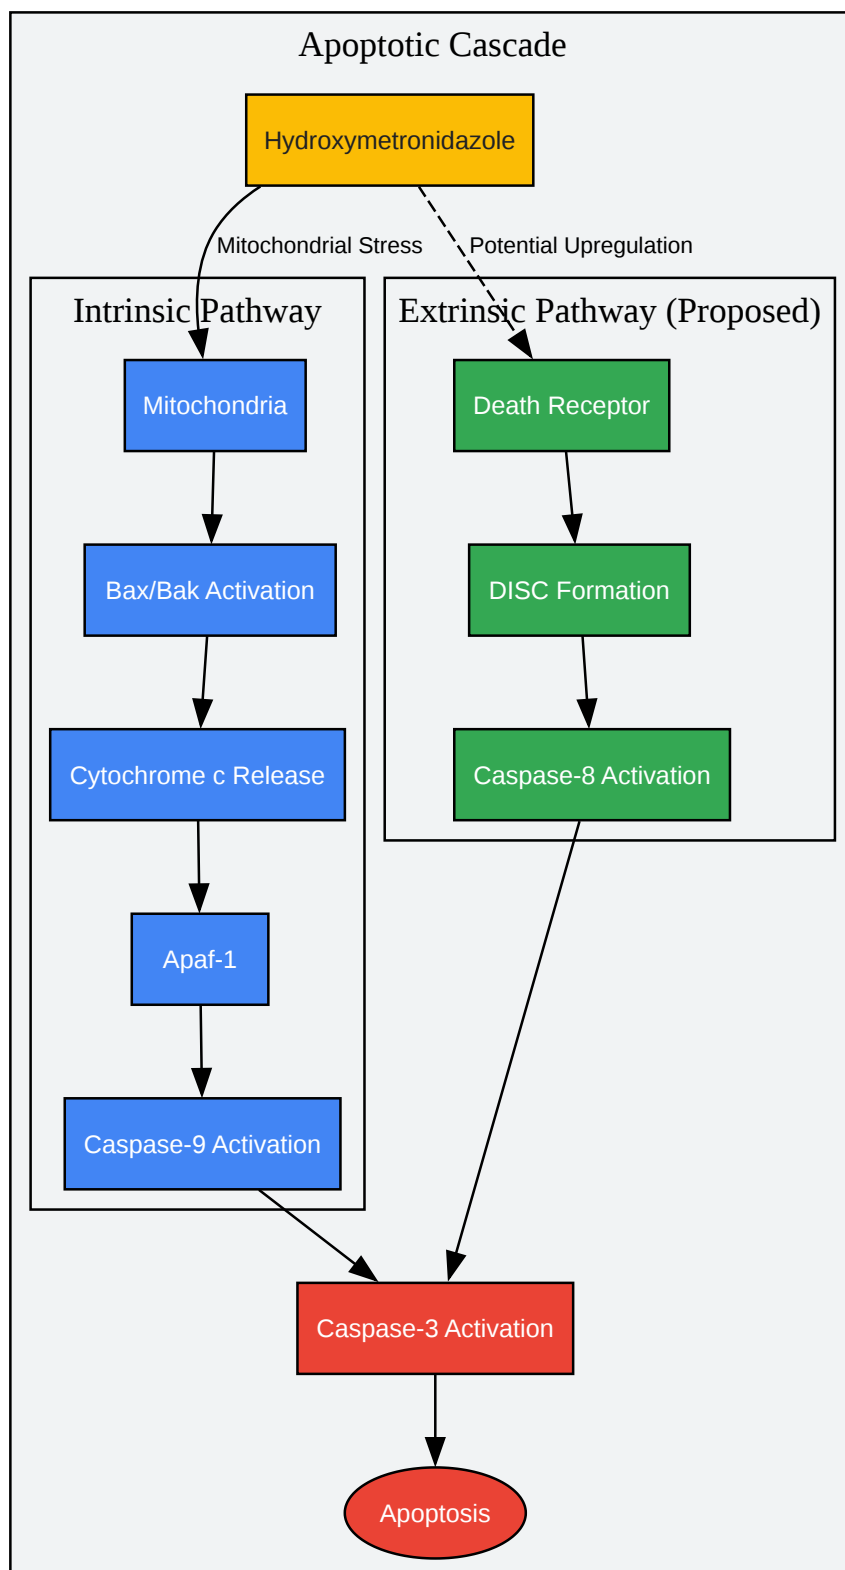 Apoptotic Cascade
Hydroxymetronidazole
Mitochondrial Stress
Potential Upregulation
Intrinsic Pathway
Extrinsic Pathway (Proposed)
Mitochondria
Death Receptor
Bax/Bak Activation
DISC Formation
Cytochrome c Release
Caspase-8 Activation
Apaf-1
Caspase-9 Activation
Caspase-3 Activation
Apoptosis